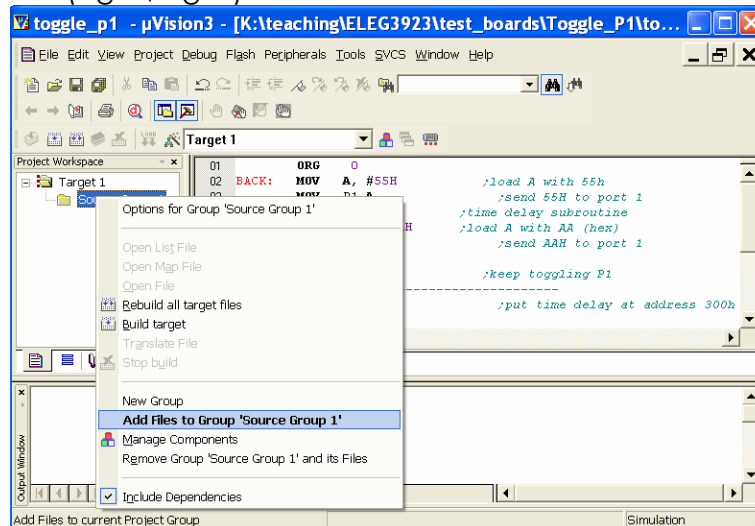 toggle_p1 - µVision3 - [K:\teaching\ELEG3923\test_boards\Toggle_P1\to...
File Edit View Project Debug Flash Peripherals Tools SVCS Window Help
Target 1
Project Workspace
Target 1
01 ORG 0
02 BACK: MOV A, #55H ;load A with 55h
;send 55H to port 1
;time delay subroutine
H ;load A with AA (hex)
;send AAH to port 1
;keep toggling P1
--------------------------------
;put time delay at address 300h
Options for Group 'Source Group 1'
Open List File
Open Map File
Open File
Rebuild all target files
Build target
Translate File
Stop build
New Group
Add Files to Group 'Source Group 1'
Manage Components
Remove Group 'Source Group 1' and its Files
Include Dependencies
Output Window
Add Files to current Project Group
Simulation